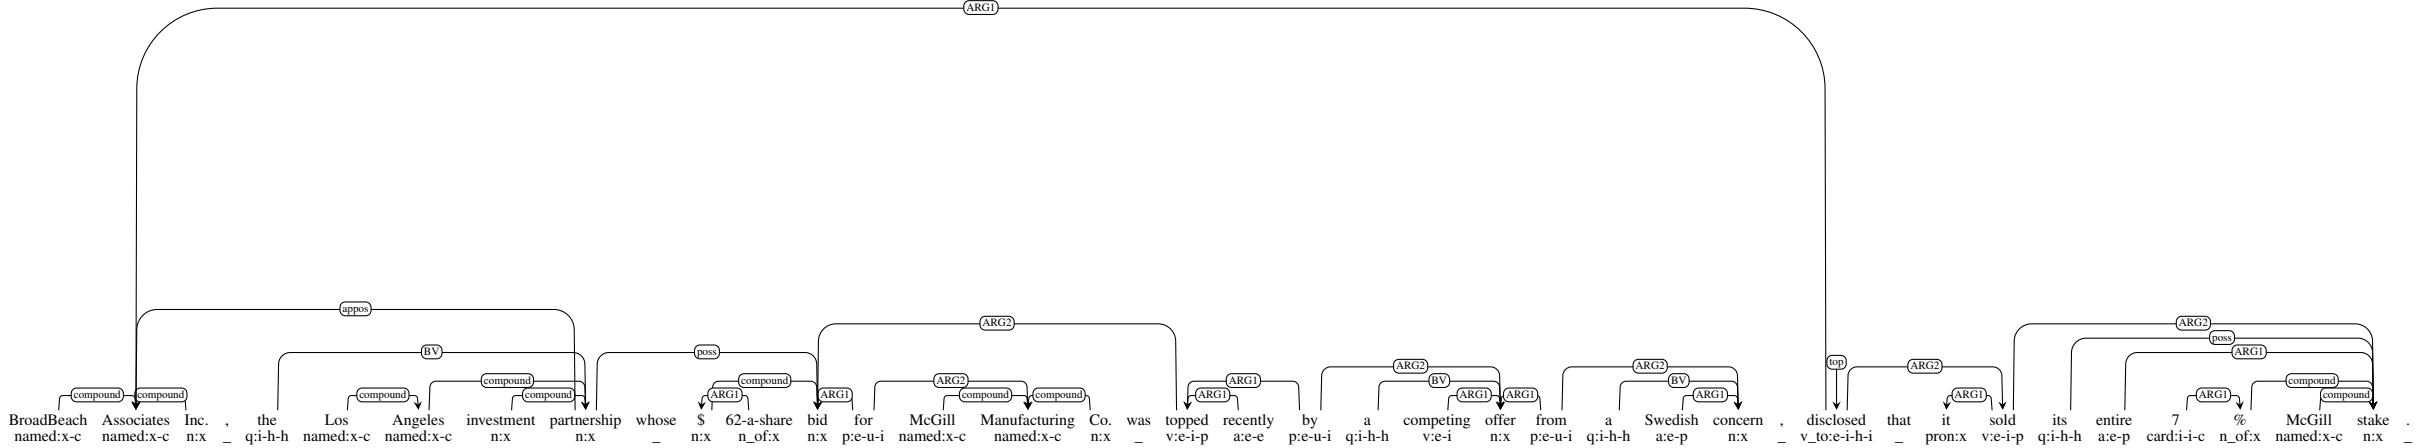 ARG1
appos
ARG2
BV poss top
ARG2 poss ARG1
compound compound compound compound compound compound compound ARG1 ARG1 ARG2 compound compound ARG1 ARG1 ARG2 BV ARG1 ARG1 ARG2 BV ARG1 ARG2 ARG1 ARG1 compound compound
BroadBeach Associates Inc. , the Los Angeles investment partnership whose $ 62-a-share bid for McGill Manufacturing Co. was topped recently by a competing offer from a Swedish concern , disclosed that it sold its entire 7 % McGill stake .
named:x-c named:x-c n:x _ q:i-h-h named:x-c named:x-c n:x n:x _ n:x n_of:x n:x p:e-u-i named:x-c named:x-c n:x _ v:e-i-p a:e-e p:e-u-i q:i-h-h v:e-i n:x p:e-u-i q:i-h-h a:e-p n:x _ v_to:e-i-h-i _ pron:x v:e-i-p q:i-h-h a:e-p card:i-i-c n_of:x named:x-c n:x _